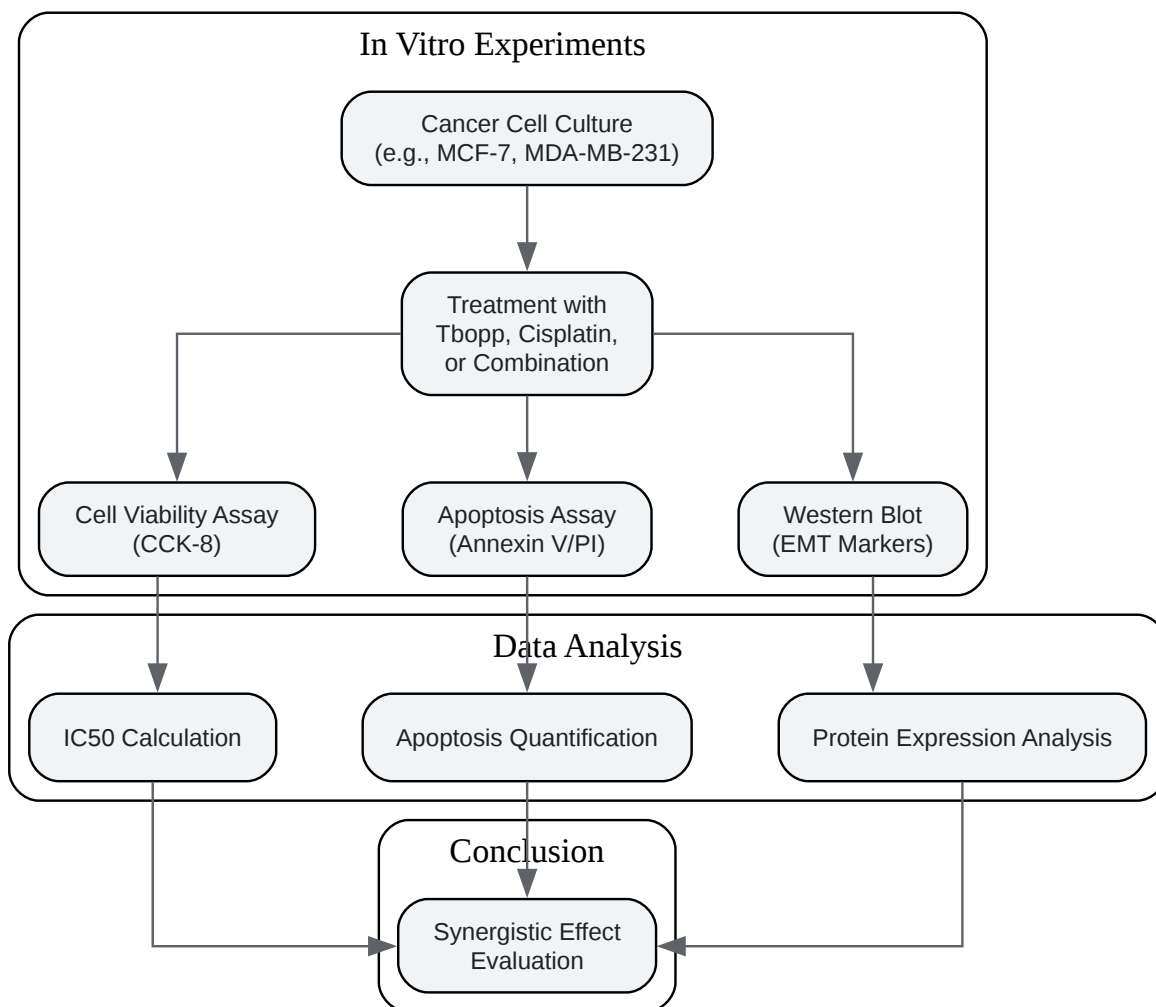 In Vitro Experiments
Cancer Cell Culture
(e.g., MCF-7, MDA-MB-231)
Treatment with
Tbopp, Cisplatin,
or Combination
Cell Viability Assay
(CCK-8)
Apoptosis Assay
(Annexin V/PI)
Western Blot
(EMT Markers)
Data Analysis
IC50 Calculation
Apoptosis Quantification
Protein Expression Analysis
Conclusion
Synergistic Effect
Evaluation